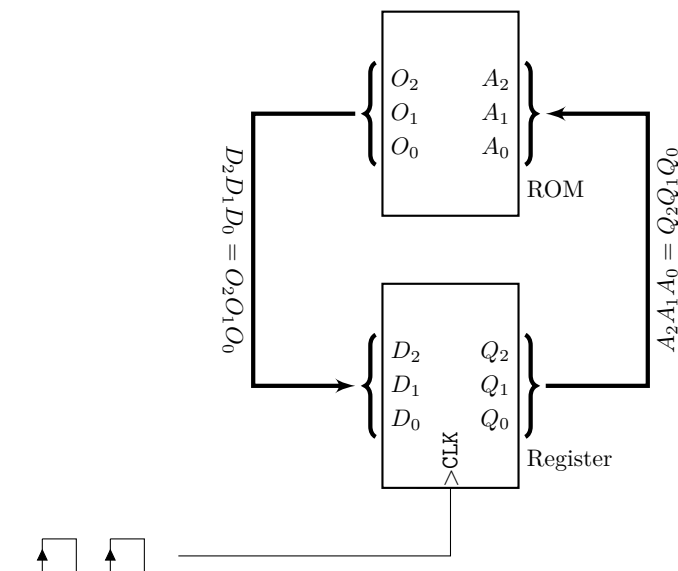 O₂ A₂
O₁ A₁
O₀ A₀
ROM
D₂D₁D₀ = O₂O₁O₀
A₂A₁A₀ = Q₂Q₁Q₀
D₂ Q₂
D₁ Q₁
D₀ Q₀
>CLK
Register